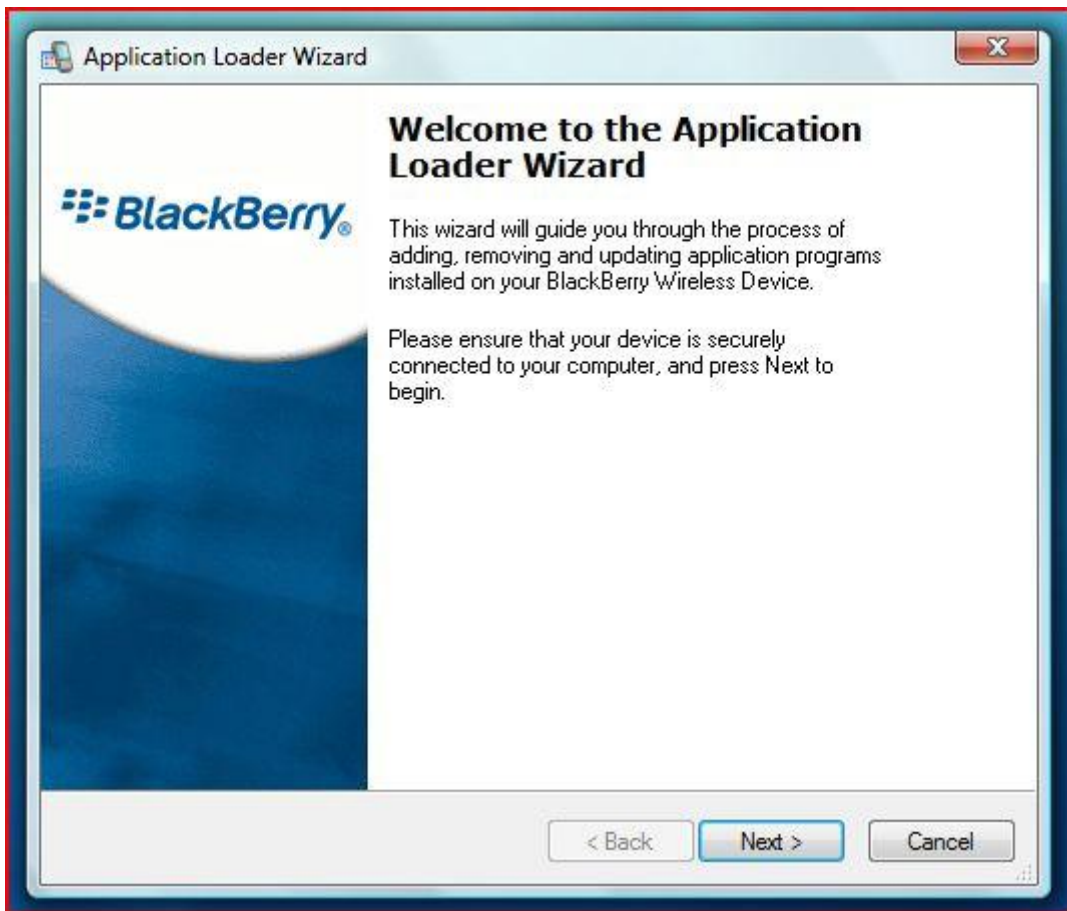 Application Loader Wizard
Welcome to the Application
Loader Wizard
BlackBerry®
This wizard will guide you through the process of
adding, removing and updating application programs
installed on your BlackBerry Wireless Device.
Please ensure that your device is securely
connected to your computer, and press Next to
begin.
< Back
Next >
Cancel